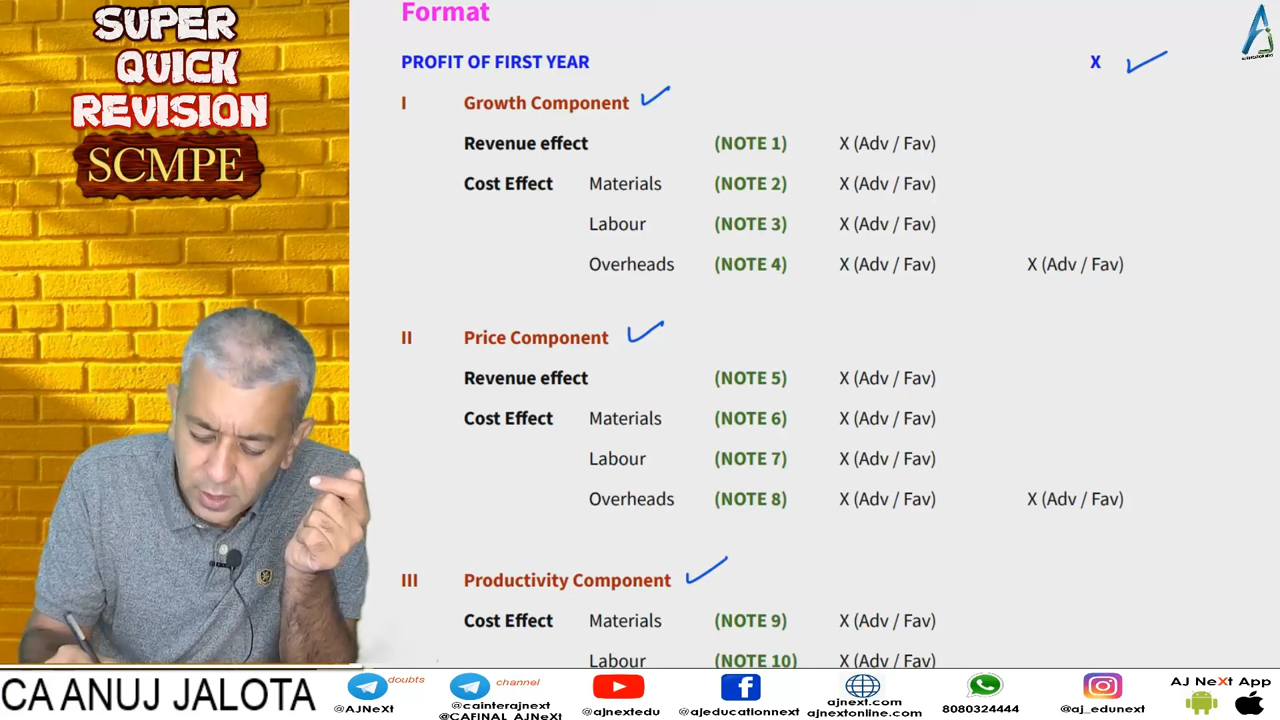 SUPER
QUICK
REVISION
SCMPE
Format
PROFIT OF FIRST YEAR X
I Growth Component
Revenue effect (NOTE 1) X (Adv / Fav)
Cost Effect Materials (NOTE 2) X (Adv / Fav)
Labour (NOTE 3) X (Adv / Fav)
Overheads (NOTE 4) X (Adv / Fav) X (Adv / Fav)
II Price Component
Revenue effect (NOTE 5) X (Adv / Fav)
Cost Effect Materials (NOTE 6) X (Adv / Fav)
Labour (NOTE 7) X (Adv / Fav)
Overheads (NOTE 8) X (Adv / Fav) X (Adv / Fav)
III Productivity Component
Cost Effect Materials (NOTE 9) X (Adv / Fav)
Labour (NOTE 10) X (Adv / Fav)
CA ANUJ JALOTA
doubts
@AJNeXt
channel
@cainterajnext
@CAFINAL_AJNeXt
@ajnextedu
@ajeducationnext
ajnext.com
ajnextonline.com
8080324444
@aj_edunext
AJ NeXt App